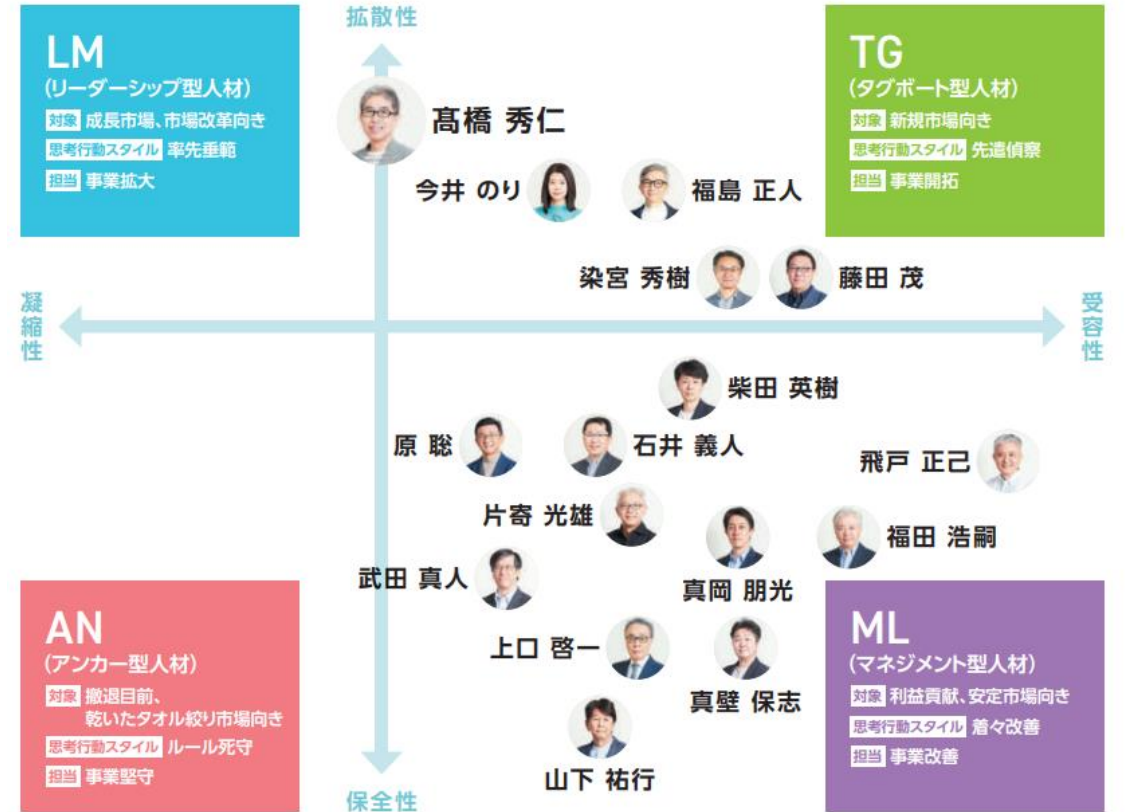 拡散性
LM
(リーダーシップ型人材)
対象 成長市場、市場改革向き
思考行動スタイル 率先垂範
担当 事業拡大
TG
(タグボート型人材)
対象 新規市場向き
思考行動スタイル 先遣偵察
担当 事業開拓
髙橋 秀仁
今井 のり
福島 正人
染宮 秀樹
藤田 茂
凝縮性
受容性
柴田 英樹
原 聡
石井 義人
飛戸 正己
片寄 光雄
福田 浩嗣
武田 真人
真岡 朋光
上口 啓一
真壁 保志
山下 祐行
AN
(アンカー型人材)
対象 撤退目前、
乾いたタオル絞り市場向き
思考行動スタイル ルール死守
担当 事業堅守
ML
(マネジメント型人材)
対象 利益貢献、安定市場向き
思考行動スタイル 着々改善
担当 事業改善
保全性